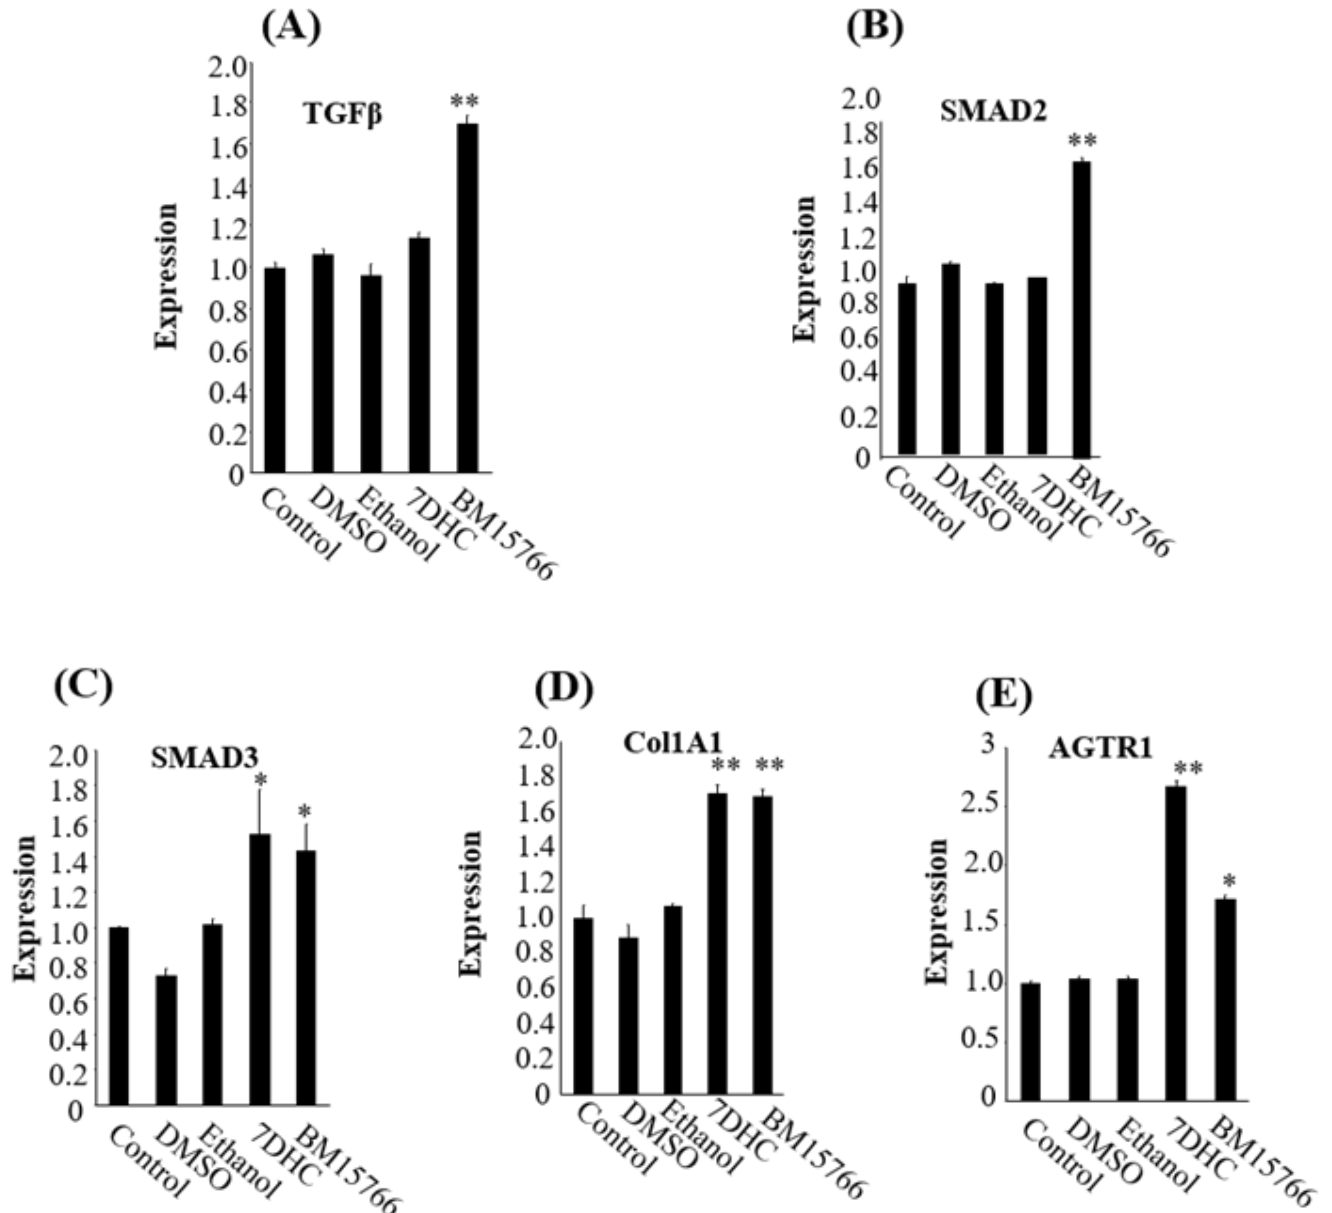 (A)
TGFβ
**
2.0
1.8
1.6
1.4
1.2
1.0
0.8
0.6
0.4
0.2
0
Expression
Control
DMSO
Ethanol
7DHC
BM15766
(B)
SMAD2
**
2.0
1.8
1.6
1.4
1.2
1.0
0.8
0.6
0.4
0.2
0
Expression
Control
DMSO
Ethanol
7DHC
BM15766
(C)
SMAD3
*
*
2.0
1.8
1.6
1.4
1.2
1.0
0.8
0.6
0.4
0.2
0
Expression
Control
DMSO
Ethanol
7DHC
BM15766
(D)
Col1A1
** **
2.0
1.8
1.6
1.4
1.2
1.0
0.8
0.6
0.4
0.2
0
Expression
Control
DMSO
Ethanol
7DHC
BM15766
(E)
AGTR1
**
*
3
2.5
2.0
1.5
1.0
0.5
0
Expression
Control
DMSO
Ethanol
7DHC
BM15766